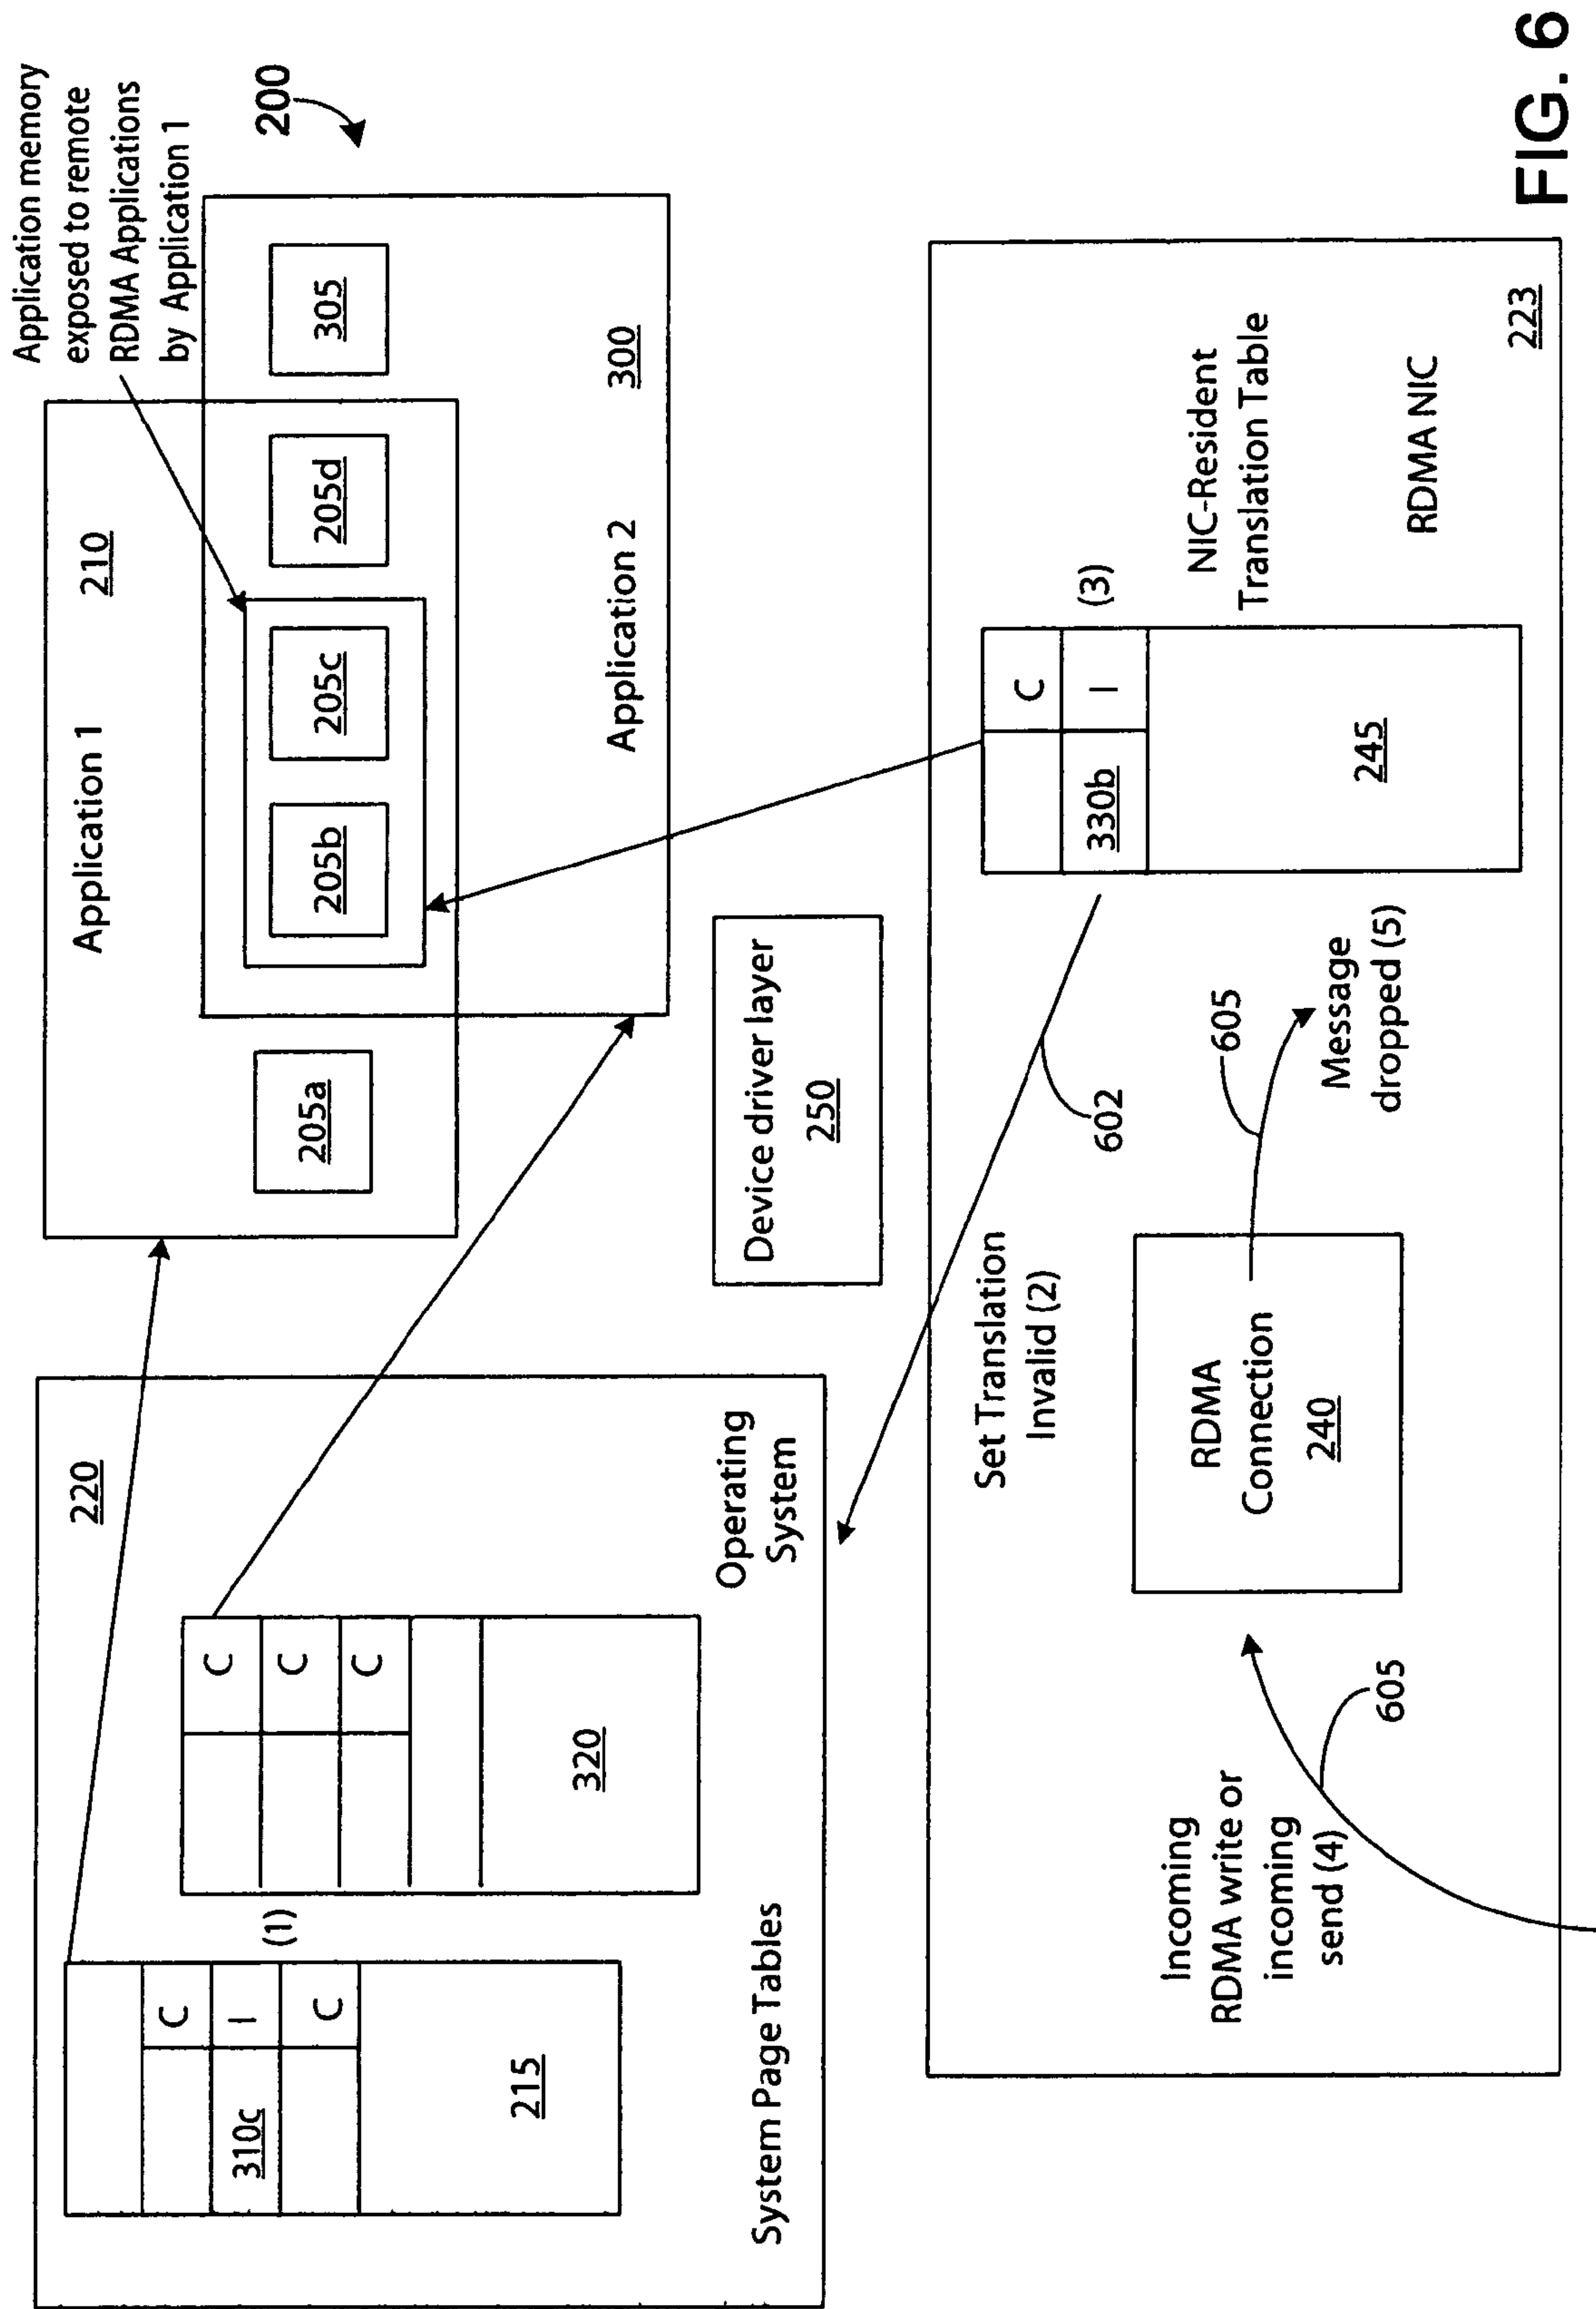 Application memory
exposed to remote
RDMA Applications
by Application 1
200
220
310c
C
I
C
(1)
215
C
C
C
320
System Page Tables
Operating
System
Application 1
210
205a
205b
205c
205d
305
Application 2
300
Device driver layer
250
602
Set Translation
Invalid (2)
Incoming
RDMA write or
incoming
send (4)
605
RDMA
Connection
240
605
Message
dropped (5)
C
330b
I
(3)
245
NIC-Resident
Translation Table
RDMA NIC
223
FIG. 6